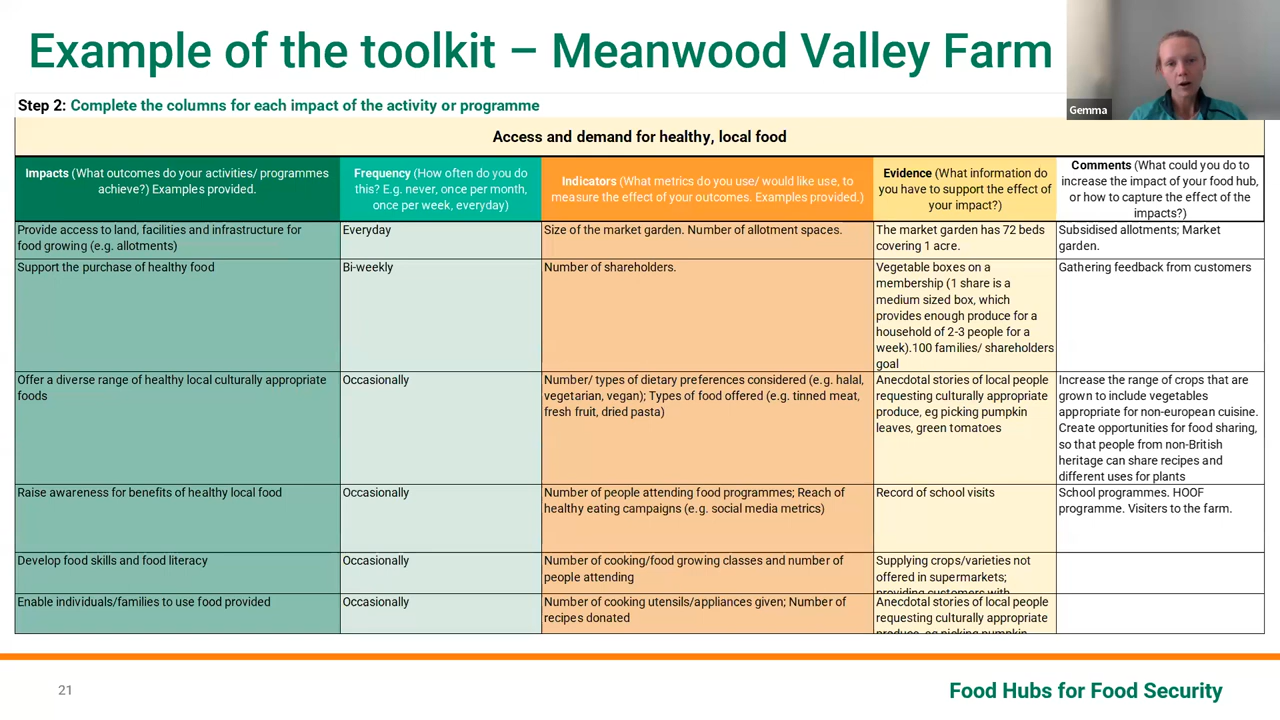 Example of the toolkit – Meanwood Valley Farm
Gemma
Step 2: Complete the columns for each impact of the activity or programme
Access and demand for healthy, local food
Impacts (What outcomes do your activities/ programmes
achieve?) Examples provided.
Frequency (How often do you do
this? E.g. never, once per month,
once per week, everyday)
Indicators (What metrics do you use/ would like use, to
measure the effect of your outcomes. Examples provided.)
Evidence (What information do
you have to support the effect of
your impact?)
Comments (What could you do to
increase the impact of your food hub,
or how to capture the effect of the
impacts?)
Provide access to land, facilities and infrastructure for
food growing (e.g. allotments)
Everyday
Size of the market garden. Number of allotment spaces.
The market garden has 72 beds
covering 1 acre.
Subsidised allotments; Market
garden.
Support the purchase of healthy food
Bi-weekly
Number of shareholders.
Vegetable boxes on a
membership (1 share is a
medium sized box, which
provides enough produce for a
household of 2-3 people for a
week).100 families/ shareholders
goal
Gathering feedback from customers
Offer a diverse range of healthy local culturally appropriate
foods
Occasionally
Number/ types of dietary preferences considered (e.g. halal,
vegetarian, vegan); Types of food offered (e.g. tinned meat,
fresh fruit, dried pasta)
Anecdotal stories of local people
requesting culturally appropriate
produce, eg picking pumpkin
leaves, green tomatoes
Increase the range of crops that are
grown to include vegetables
appropriate for non-european cuisine.
Create opportunities for food sharing,
so that people from non-British
heritage can share recipes and
different uses for plants
Raise awareness for benefits of healthy local food
Occasionally
Number of people attending food programmes; Reach of
healthy eating campaigns (e.g. social media metrics)
Record of school visits
School programmes. HOOF
programme. Visiters to the farm.
Develop food skills and food literacy
Occasionally
Number of cooking/food growing classes and number of
people attending
Supplying crops/varieties not
offered in supermarkets;
providing customers with
Enable individuals/families to use food provided
Occasionally
Number of cooking utensils/appliances given; Number of
recipes donated
Anecdotal stories of local people
requesting culturally appropriate
produce, eg picking pumpkin
21
Food Hubs for Food Security